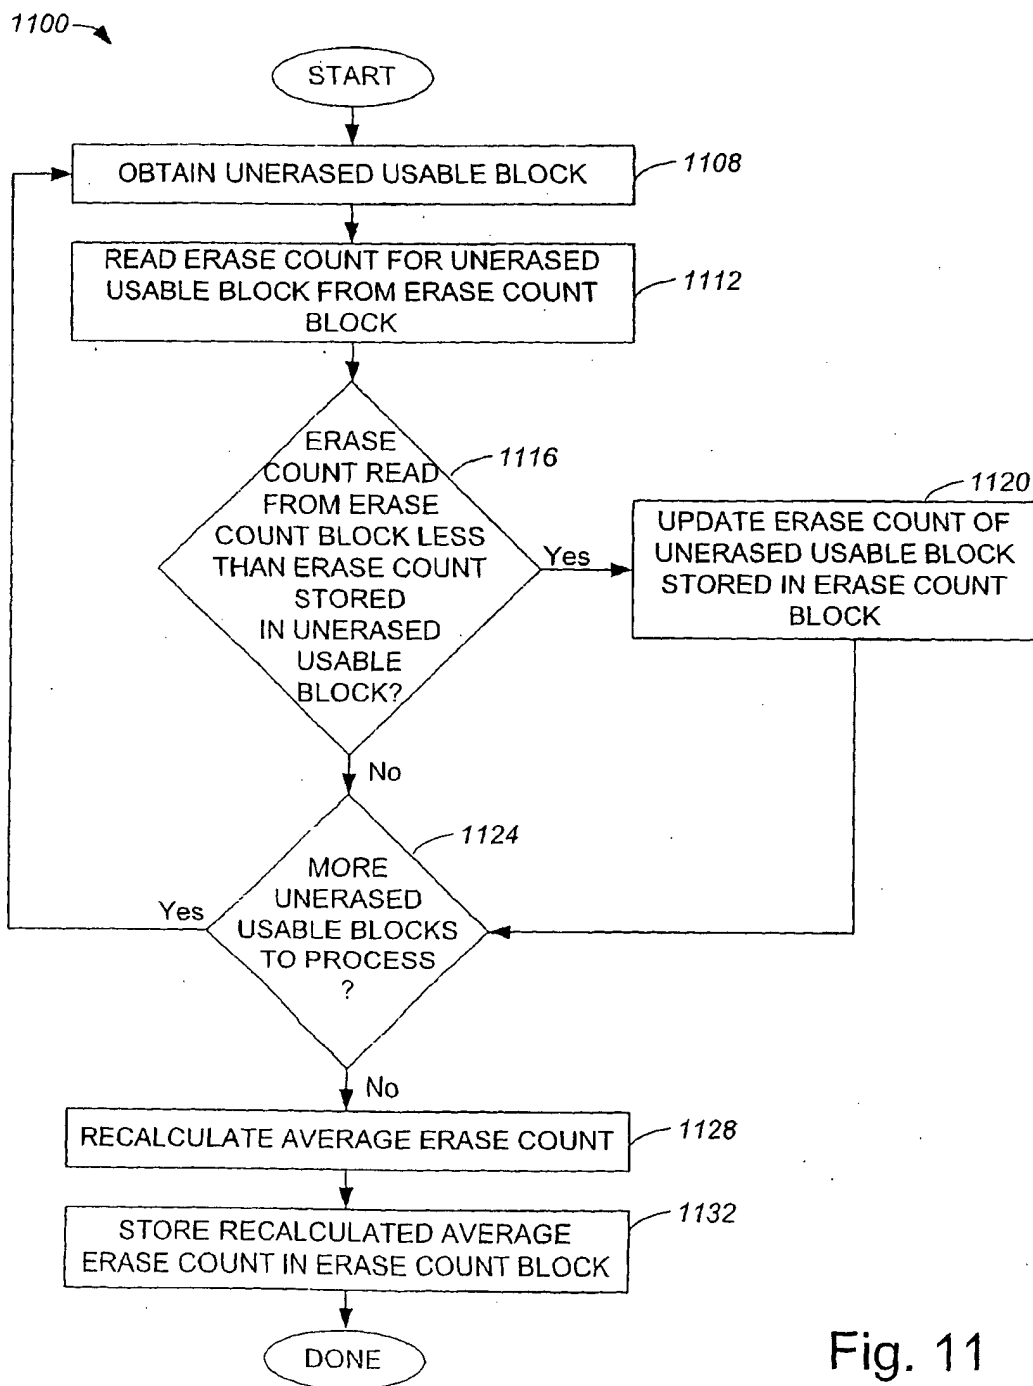 1100
START
OBTAIN UNERASED USABLE BLOCK
1108
READ ERASE COUNT FOR UNERASED
USABLE BLOCK FROM ERASE COUNT
BLOCK
1112
ERASE
COUNT READ
FROM ERASE
COUNT BLOCK LESS
THAN ERASE COUNT
STORED
IN UNERASED
USABLE
BLOCK?
1116
Yes
1120
UPDATE ERASE COUNT OF
UNERASED USABLE BLOCK
STORED IN ERASE COUNT
BLOCK
No
1124
MORE
UNERASED
USABLE BLOCKS
TO PROCESS
?
Yes
No
RECALCULATE AVERAGE ERASE COUNT
1128
STORE RECALCULATED AVERAGE
ERASE COUNT IN ERASE COUNT BLOCK
1132
DONE
Fig. 11